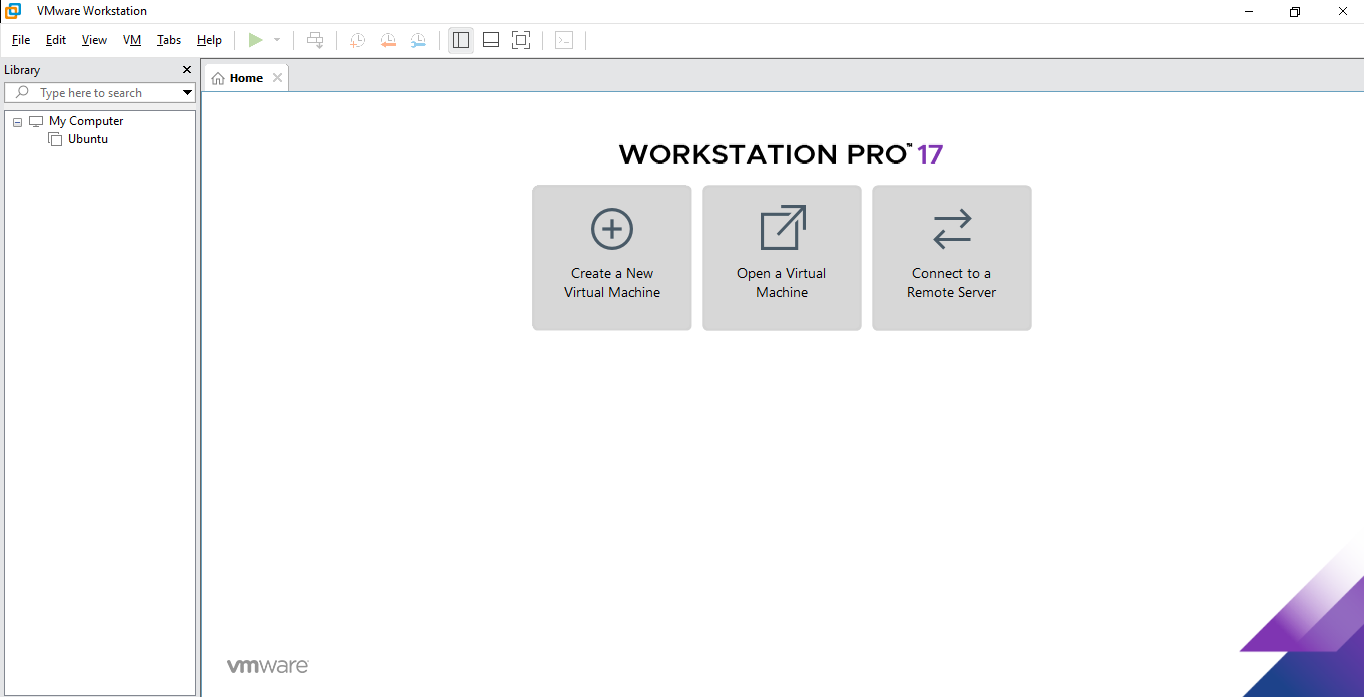 VMware Workstation
File Edit View VM Tabs Help
Library
Type here to search
My Computer
Ubuntu
Home
WORKSTATION PRO™ 17
Create a New
Virtual Machine
Open a Virtual
Machine
Connect to a
Remote Server
vmware